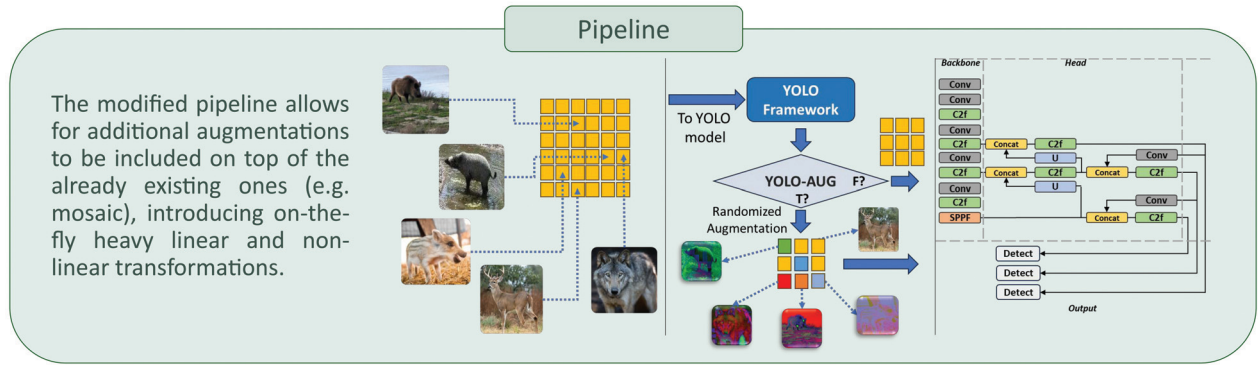 Pipeline
The modified pipeline allows
for additional augmentations
to be included on top of the
already existing ones (e.g.
mosaic), introducing on-the-
fly heavy linear and non-
linear transformations.
To YOLO
model
YOLO
Framework
YOLO-AUG F?
T?
Randomized
Augmentation
Backbone
Head
Conv
Conv
C2f
Conv
C2f
Conv
C2f
Conv
C2f
SPPF
Concat
C2f
U
Concat
C2f
U
Conv
Concat
C2f
Conv
Concat
C2f
Detect
Detect
Detect
Output